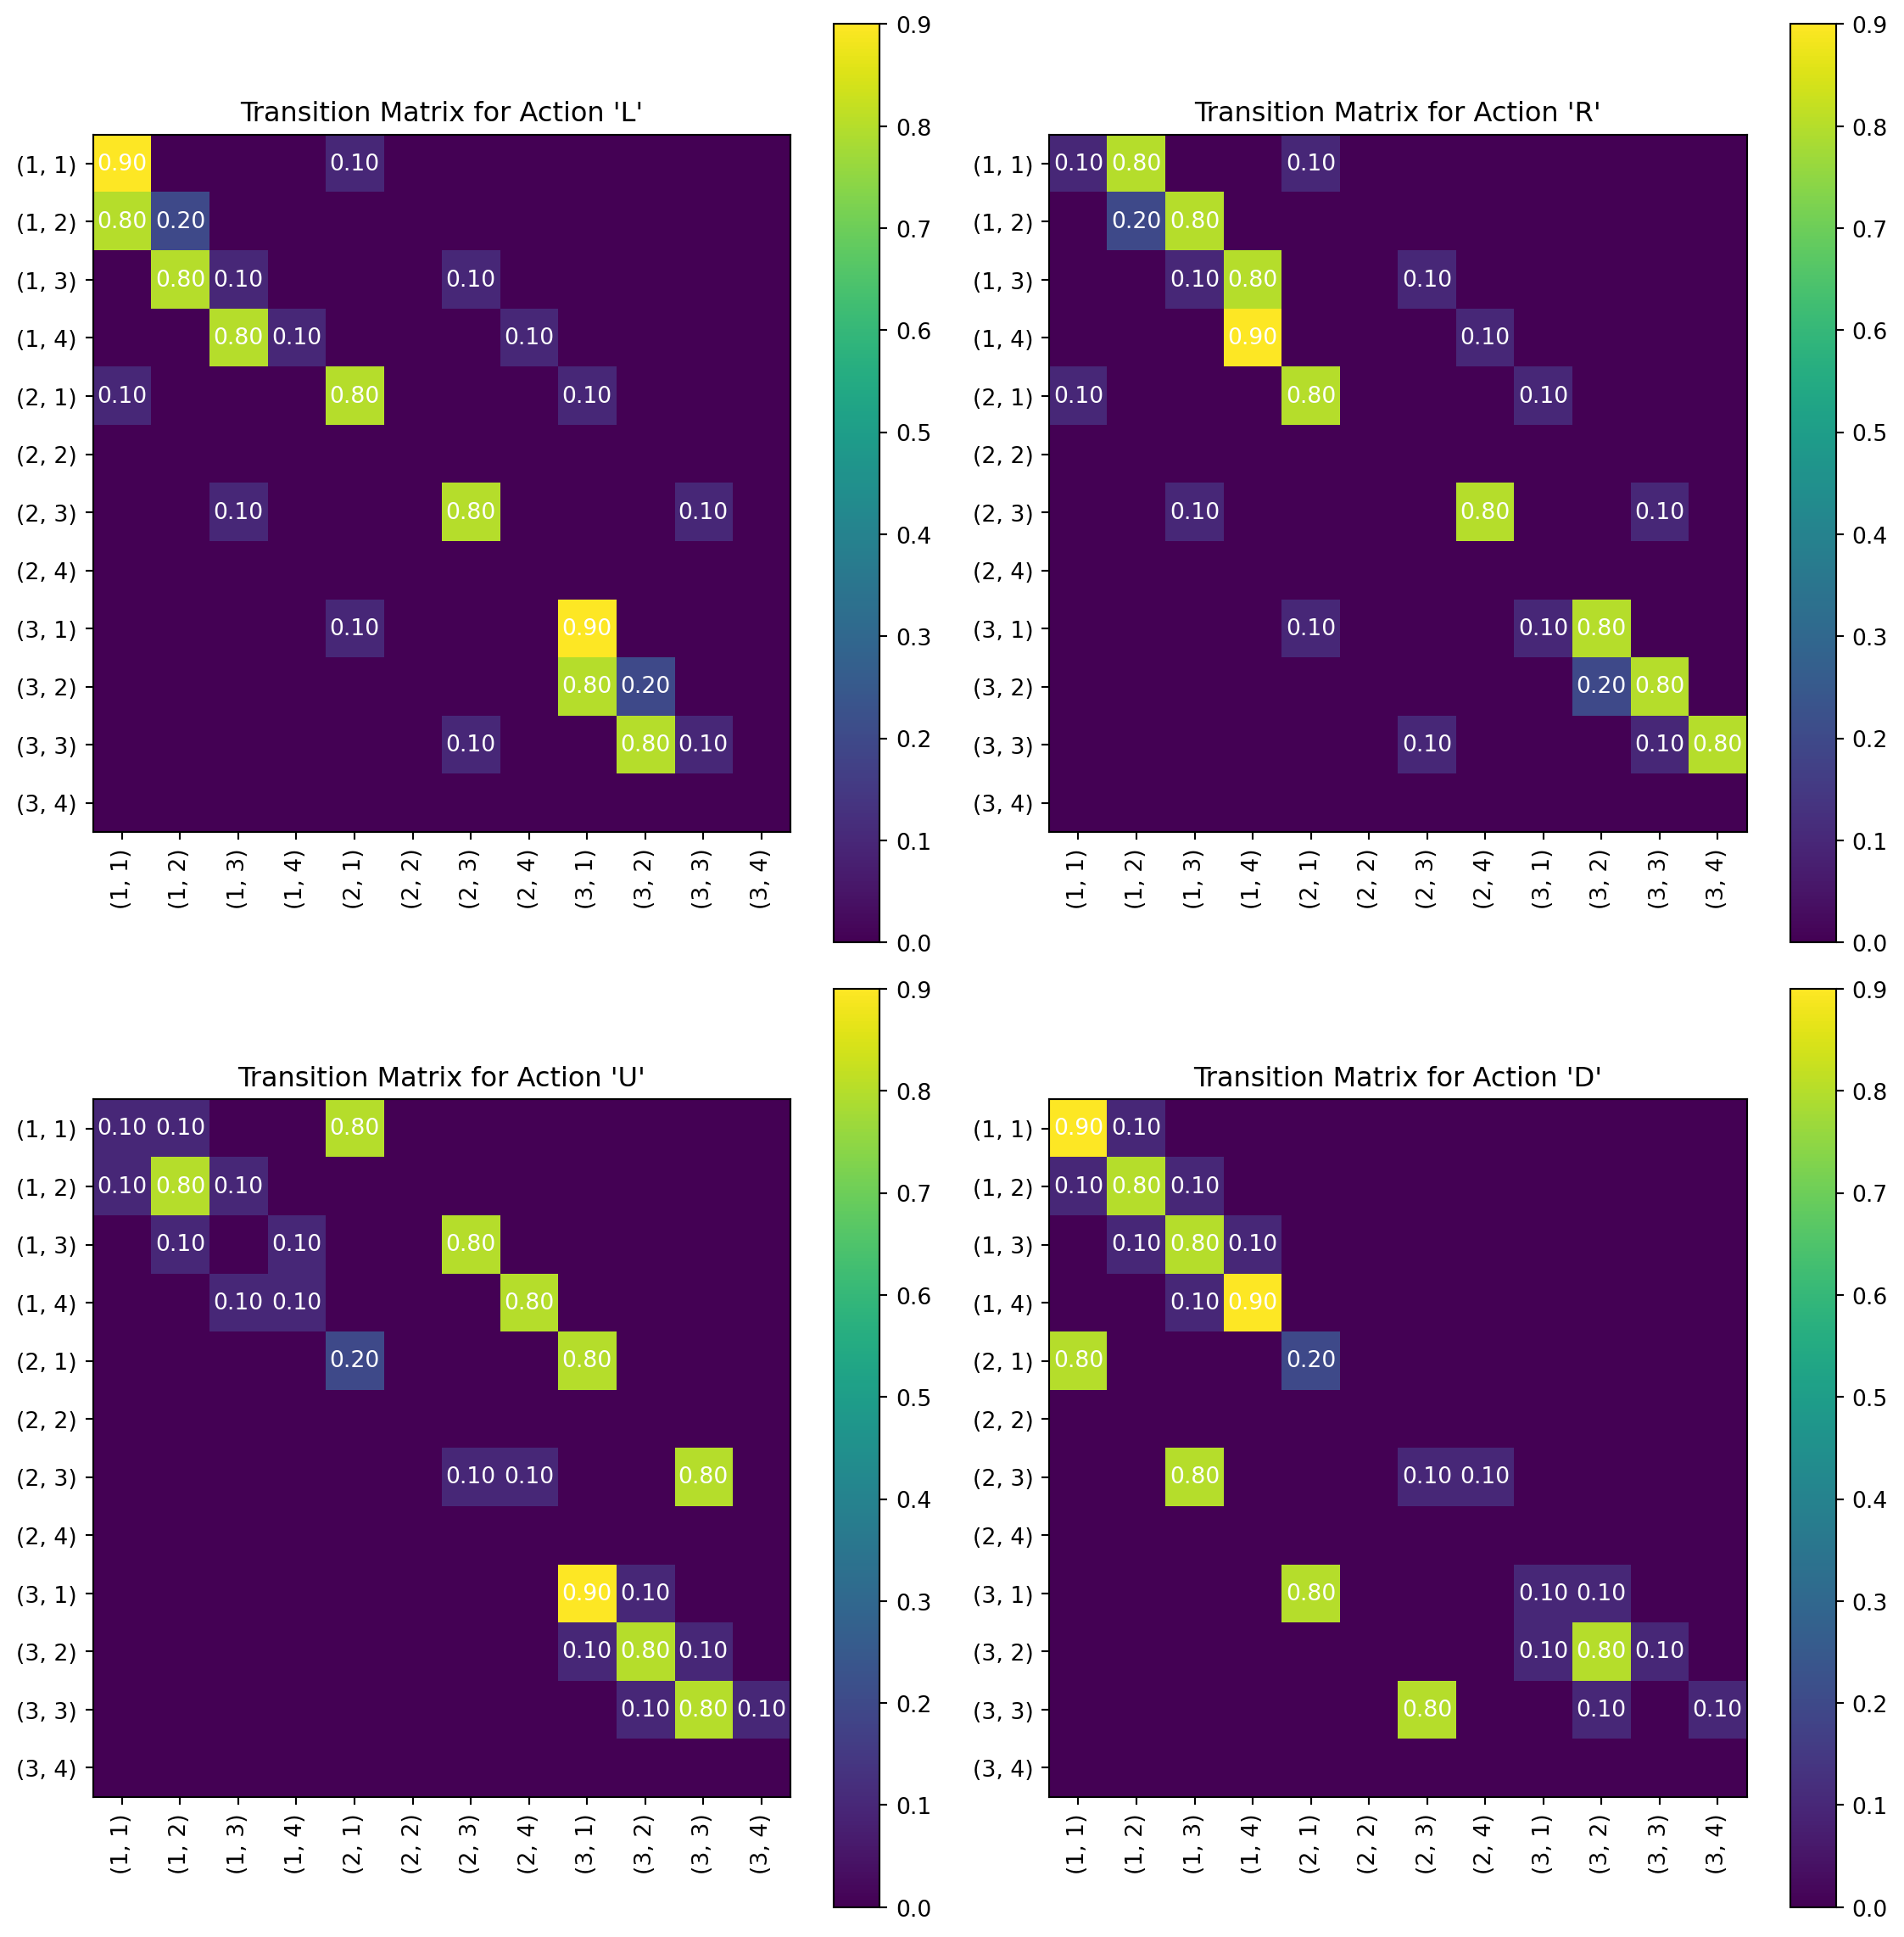 Transition Matrix for Action 'L'
(1, 1) 0.90 0.10
(1, 2) 0.80 0.20
(1, 3) 0.80 0.10 0.10
(1, 4) 0.80 0.10 0.10
(2, 1) 0.10 0.80 0.10
(2, 2)
(2, 3) 0.10 0.80 0.10
(2, 4)
(3, 1) 0.10 0.90
(3, 2) 0.80 0.20
(3, 3) 0.10 0.80 0.10
(3, 4)
(1, 1) (1, 2) (1, 3) (1, 4) (2, 1) (2, 2) (2, 3) (2, 4) (3, 1) (3, 2) (3, 3) (3, 4)
0.9
0.8
0.7
0.6
0.5
0.4
0.3
0.2
0.1
0.0
Transition Matrix for Action 'R'
(1, 1) 0.10 0.80 0.10
(1, 2) 0.20 0.80
(1, 3) 0.10 0.80 0.10
(1, 4) 0.90 0.10
(2, 1) 0.10 0.80 0.10
(2, 2)
(2, 3) 0.10 0.80 0.10
(2, 4)
(3, 1) 0.10 0.10 0.80
(3, 2) 0.20 0.80
(3, 3) 0.10 0.10 0.80
(3, 4)
(1, 1) (1, 2) (1, 3) (1, 4) (2, 1) (2, 2) (2, 3) (2, 4) (3, 1) (3, 2) (3, 3) (3, 4)
0.9
0.8
0.7
0.6
0.5
0.4
0.3
0.2
0.1
0.0
Transition Matrix for Action 'U'
(1, 1) 0.10 0.10 0.80
(1, 2) 0.10 0.80 0.10
(1, 3) 0.10 0.10 0.80
(1, 4) 0.10 0.10 0.80
(2, 1) 0.20 0.80
(2, 2)
(2, 3) 0.10 0.10 0.80
(2, 4)
(3, 1) 0.90 0.10
(3, 2) 0.10 0.80 0.10
(3, 3) 0.10 0.80 0.10
(3, 4)
(1, 1) (1, 2) (1, 3) (1, 4) (2, 1) (2, 2) (2, 3) (2, 4) (3, 1) (3, 2) (3, 3) (3, 4)
0.9
0.8
0.7
0.6
0.5
0.4
0.3
0.2
0.1
0.0
Transition Matrix for Action 'D'
(1, 1) 0.90 0.10
(1, 2) 0.10 0.80 0.10
(1, 3) 0.10 0.80 0.10
(1, 4) 0.10 0.90
(2, 1) 0.80 0.20
(2, 2)
(2, 3) 0.80 0.10 0.10
(2, 4)
(3, 1) 0.80 0.10 0.10
(3, 2) 0.10 0.80 0.10
(3, 3) 0.80 0.10 0.10
(3, 4)
(1, 1) (1, 2) (1, 3) (1, 4) (2, 1) (2, 2) (2, 3) (2, 4) (3, 1) (3, 2) (3, 3) (3, 4)
0.9
0.8
0.7
0.6
0.5
0.4
0.3
0.2
0.1
0.0